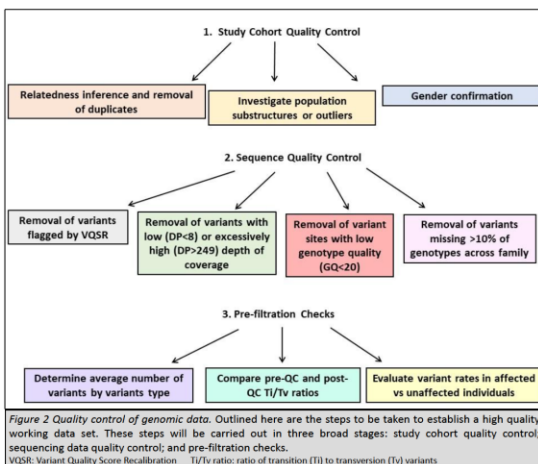 1. Study Cohort Quality Control
Relatedness inference and removal
of duplicates
Investigate population
substructures or outliers
Gender confirmation
2. Sequence Quality Control
Removal of variants
flagged by VQSR
Removal of variants with
low (DP<8) or excessively
high (DP>249) depth of
coverage
Removal of variant
sites with low
genotype quality
(GQ<20)
Removal of variants
missing >10% of
genotypes across family
3. Pre-filtration Checks
Determine average number of
variants by variants type
Compare pre-QC and post-
QC Ti/Tv ratios
Evaluate variant rates in affected
vs unaffected individuals
Figure 2 Quality control of genomic data. Outlined here are the steps to be taken to establish a high quality
working data set. These steps will be carried out in three broad stages: study cohort quality control;
sequencing data quality control; and pre-filtration checks.
VQSR: Variant Quality Score Recalibration Ti/Tv ratio: ratio of transition (Ti) to transversion (Tv) variants